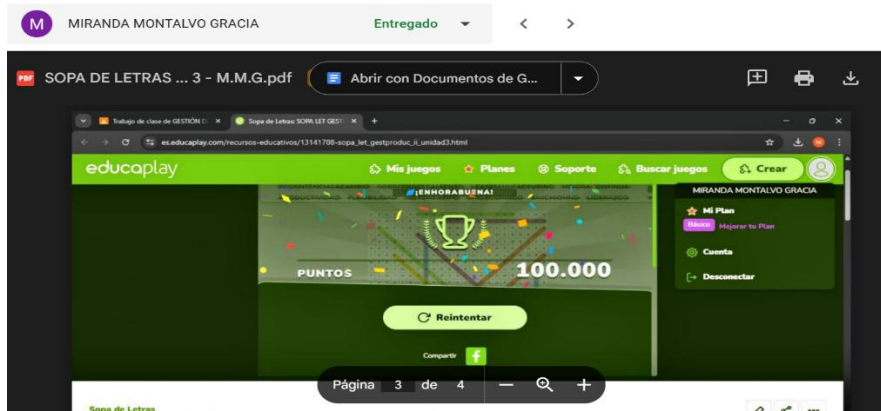 M MIRANDA MONTALVO GRACIA Entregado
PDF SOPA DE LETRAS ... 3 - M.M.G.pdf Abrir con Documentos de G...
Trabajo de clase de GESTIÓN D Sopa de Letras: SOPA LET GEST
es.educaplay.com/recursos-educativos/13141788-sopa_let_gestproduc_ii_unidad3.html
educaplay Mis juegos Planes Soporte Buscar juegos Crear
¡ENHORABUENA!
MIRANDA MONTALVO GRACIA
Mi Plan
Básico Mejorar tu Plan
Cuenta
Desconectar
PUNTOS 100.000
Reintentar
Compartir
Página 3 de 4
Sopa de Letras